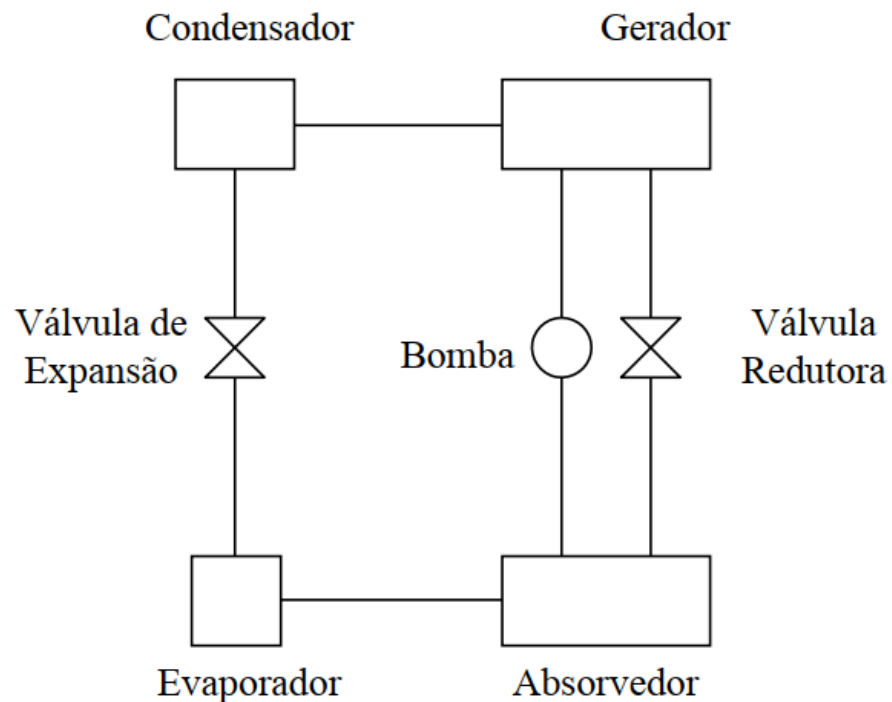 Condensador
Gerador
Válvula de
Expansão
Bomba
Válvula
Redutora
Evaporador
Absorvedor